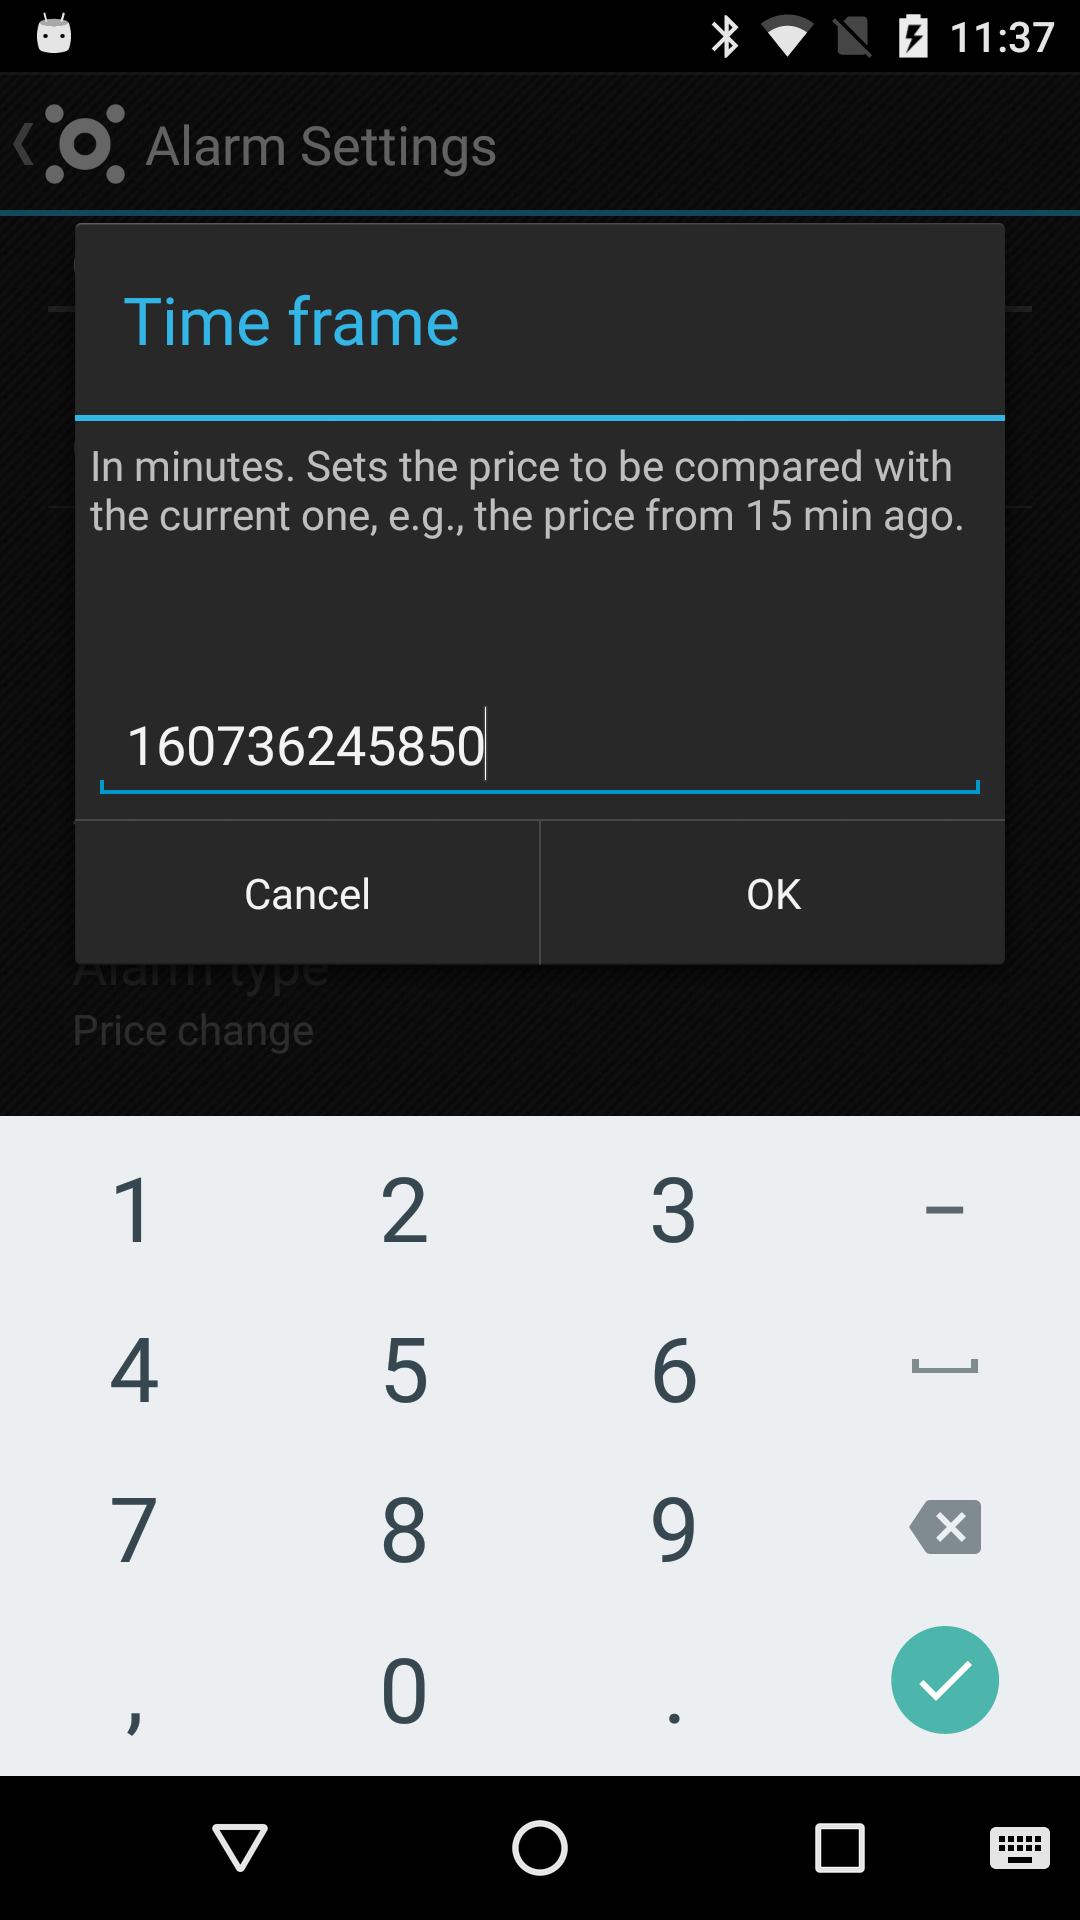 11:37
Alarm Settings
Time frame
In minutes. Sets the price to be compared with
the current one, e.g., the price from 15 min ago.
160736245850
Cancel
OK
Alarm type
Price change
1 2 3 –
4 5 6
7 8 9
, 0 .